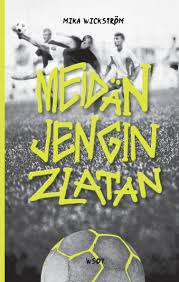 MIKA WICKSTRÖM
MEIDÄN
JENGIN
ZLATAN
WSOY